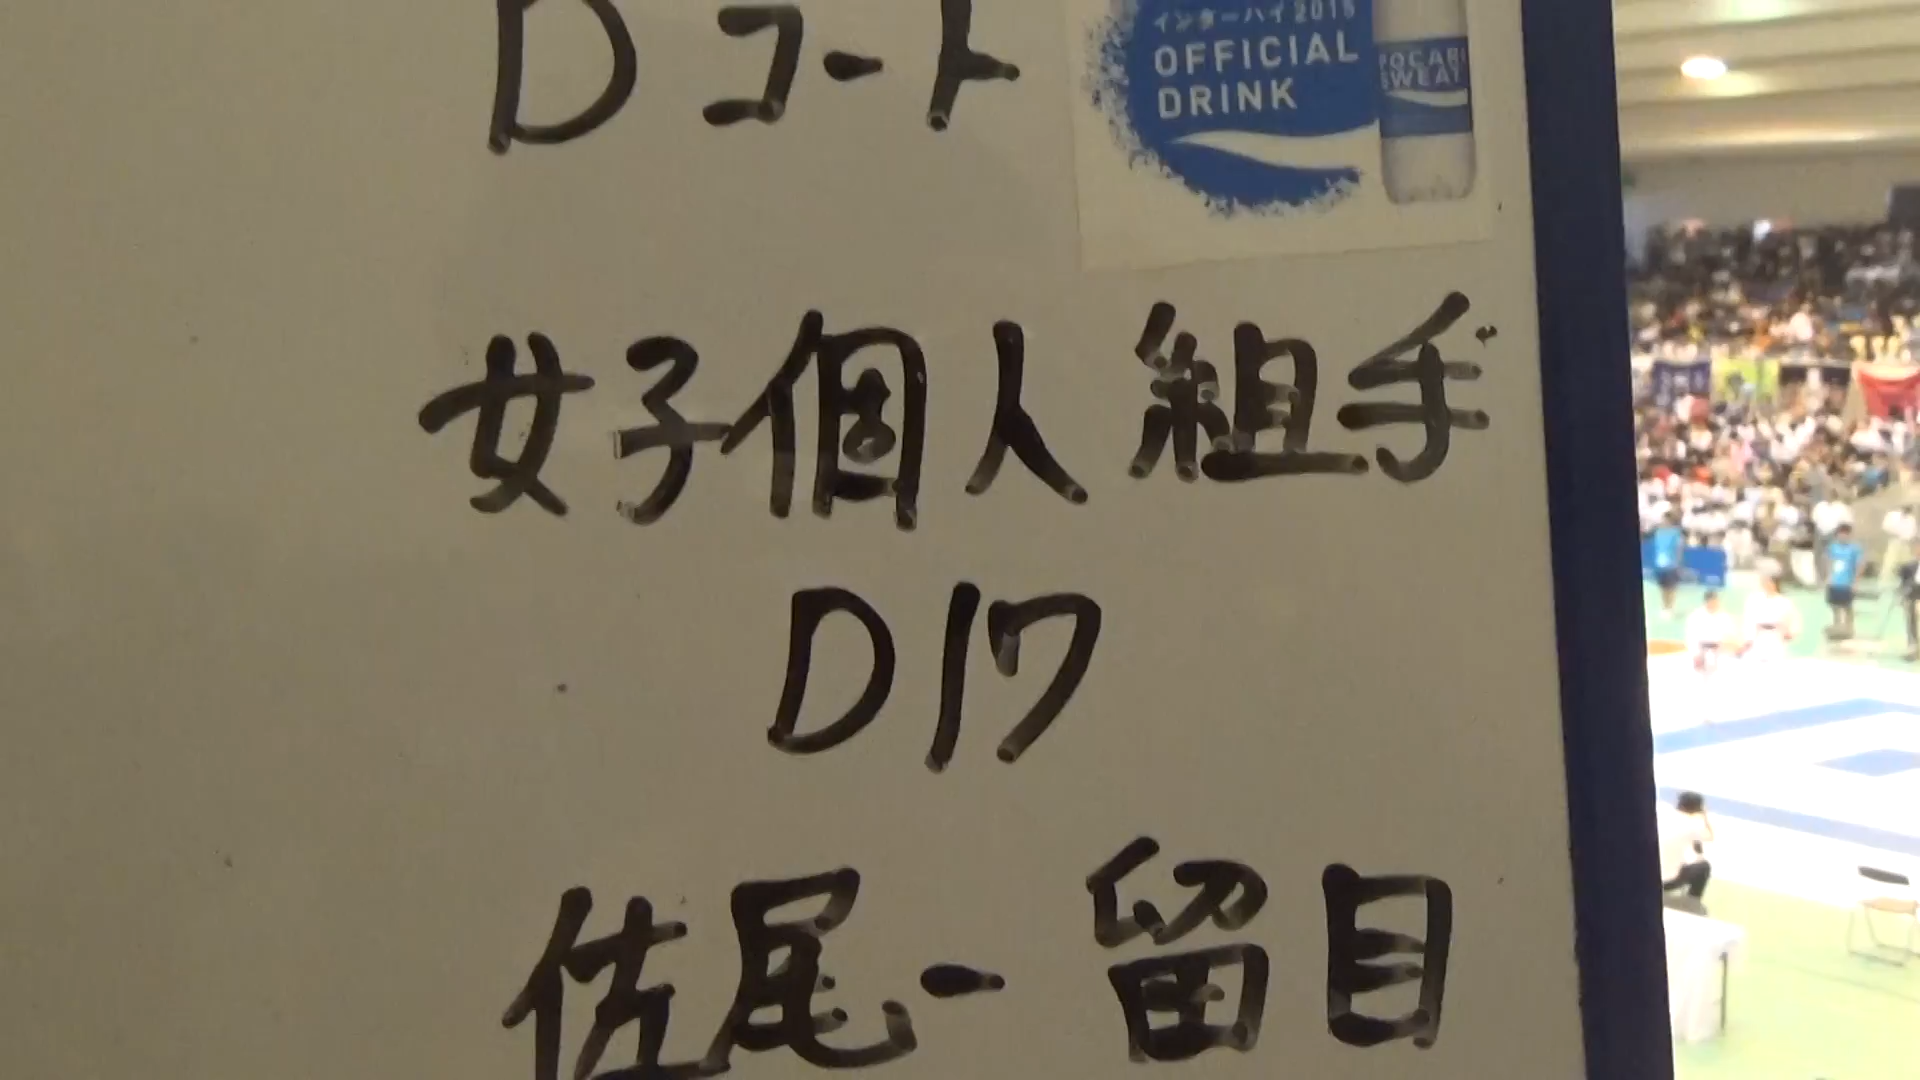 Dコート
インターハイ2015
OFFICIAL
DRINK
POCARI
SWEAT
女子個人組手
D17
佐尾-留目